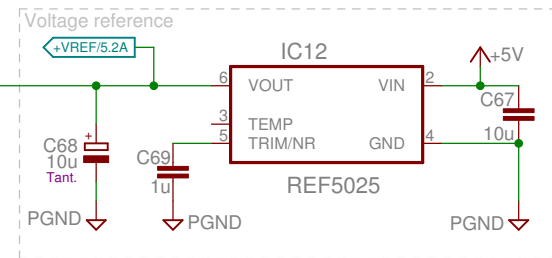 Voltage reference
+VREF/5.2A
IC12
+5V
6
VOUT
VIN
2
C67
10u
3
TEMP
5
TRIM/NR
GND
4
C68
10u
Tant.
C69
1u
REF5025
PGND
PGND
PGND